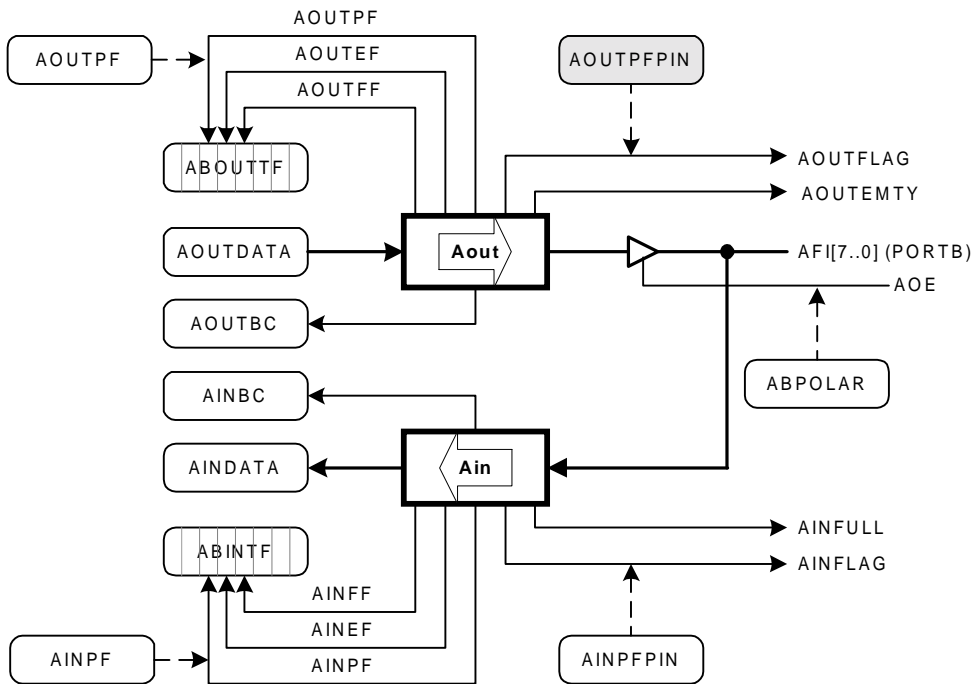 AOUTPF
AOUTPF
AOUTPFPIN
AOUTEF
AOUTFF
ABOUTTF
AOUTFLAG
AOUTEMTY
AOUTDATA
Aout
AFI[7..0] (PORTB)
AOE
AOUTBC
ABPOLAR
AINBC
AINDATA
Ain
AINFULL
ABINTF
AINFLAG
AINFF
AINEF
AINPF
AINPF
AINPFPIN